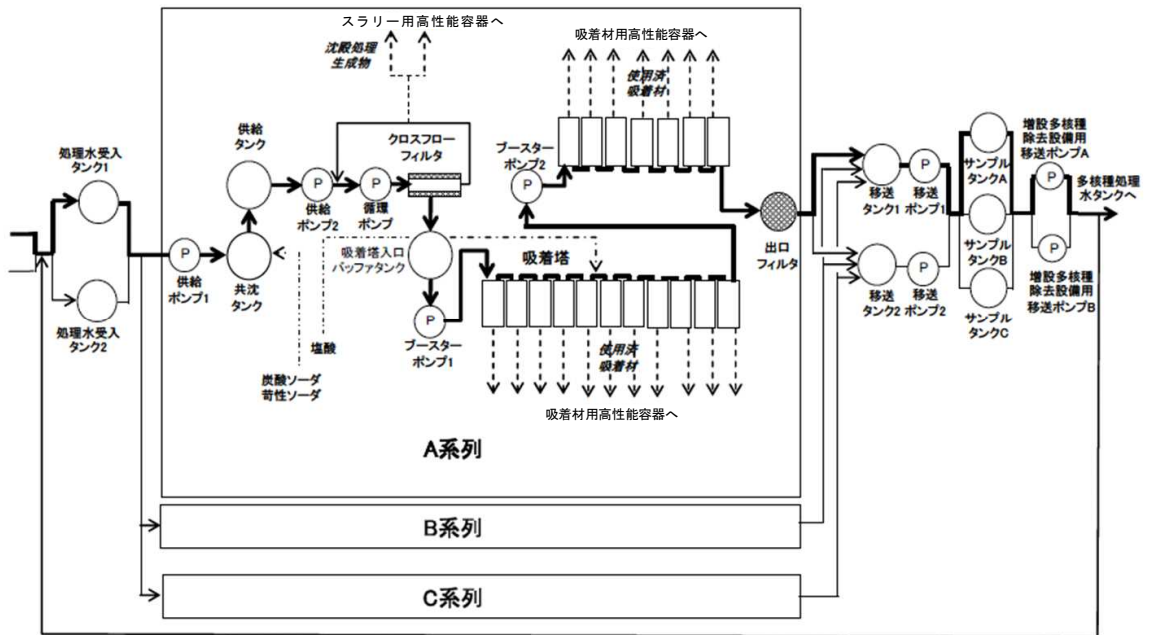 スラリー用高性能容器へ
沈殿処理
生成物
吸着材用高性能容器へ
使用済
吸着材
供給
タンク
クロスフロー
フィルタ
ブースター
ポンプ2
処理水受入
タンク1
P
供給
ポンプ2
P
循環
ポンプ
P
P
供給
ポンプ1
共沈
タンク
吸着塔入口
バッファタンク
吸着塔
出口
フィルタ
処理水受入
タンク2
P
ブースター
ポンプ1
塩酸
炭酸ソーダ
苛性ソーダ
使用済
吸着材
吸着材用高性能容器へ
A系列
B系列
C系列
移送
タンク1
P
移送
ポンプ1
移送
タンク2
P
移送
ポンプ2
サンプル
タンクA
サンプル
タンクB
サンプル
タンクC
増設多核種
除去設備用
移送ポンプA
P
多核種処理
水タンクへ
P
増設多核種
除去設備用
移送ポンプB